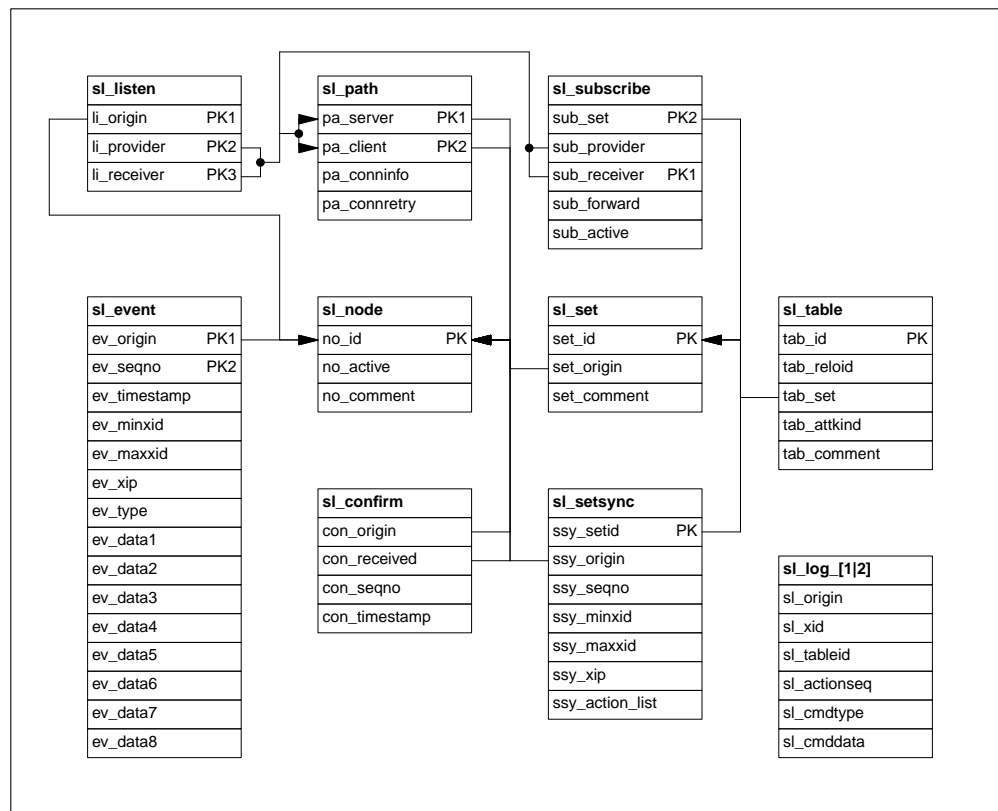 sl_listen
li_origin PK1
li_provider PK2
li_receiver PK3
sl_path
pa_server PK1
pa_client PK2
pa_conninfo
pa_connretry
sl_subscribe
sub_set PK2
sub_provider
sub_receiver PK1
sub_forward
sub_active
sl_event
ev_origin PK1
ev_seqno PK2
ev_timestamp
ev_minxid
ev_maxxid
ev_xip
ev_type
ev_data1
ev_data2
ev_data3
ev_data4
ev_data5
ev_data6
ev_data7
ev_data8
sl_node
no_id PK
no_active
no_comment
sl_set
set_id PK
set_origin
set_comment
sl_table
tab_id PK
tab_reloid
tab_set
tab_attkind
tab_comment
sl_confirm
con_origin
con_received
con_seqno
con_timestamp
sl_setsync
ssy_setid PK
ssy_origin
ssy_seqno
ssy_minxid
ssy_maxxid
ssy_xip
ssy_action_list
sl_log_[1|2]
sl_origin
sl_xid
sl_tableid
sl_actionseq
sl_cmdtype
sl_cmddata